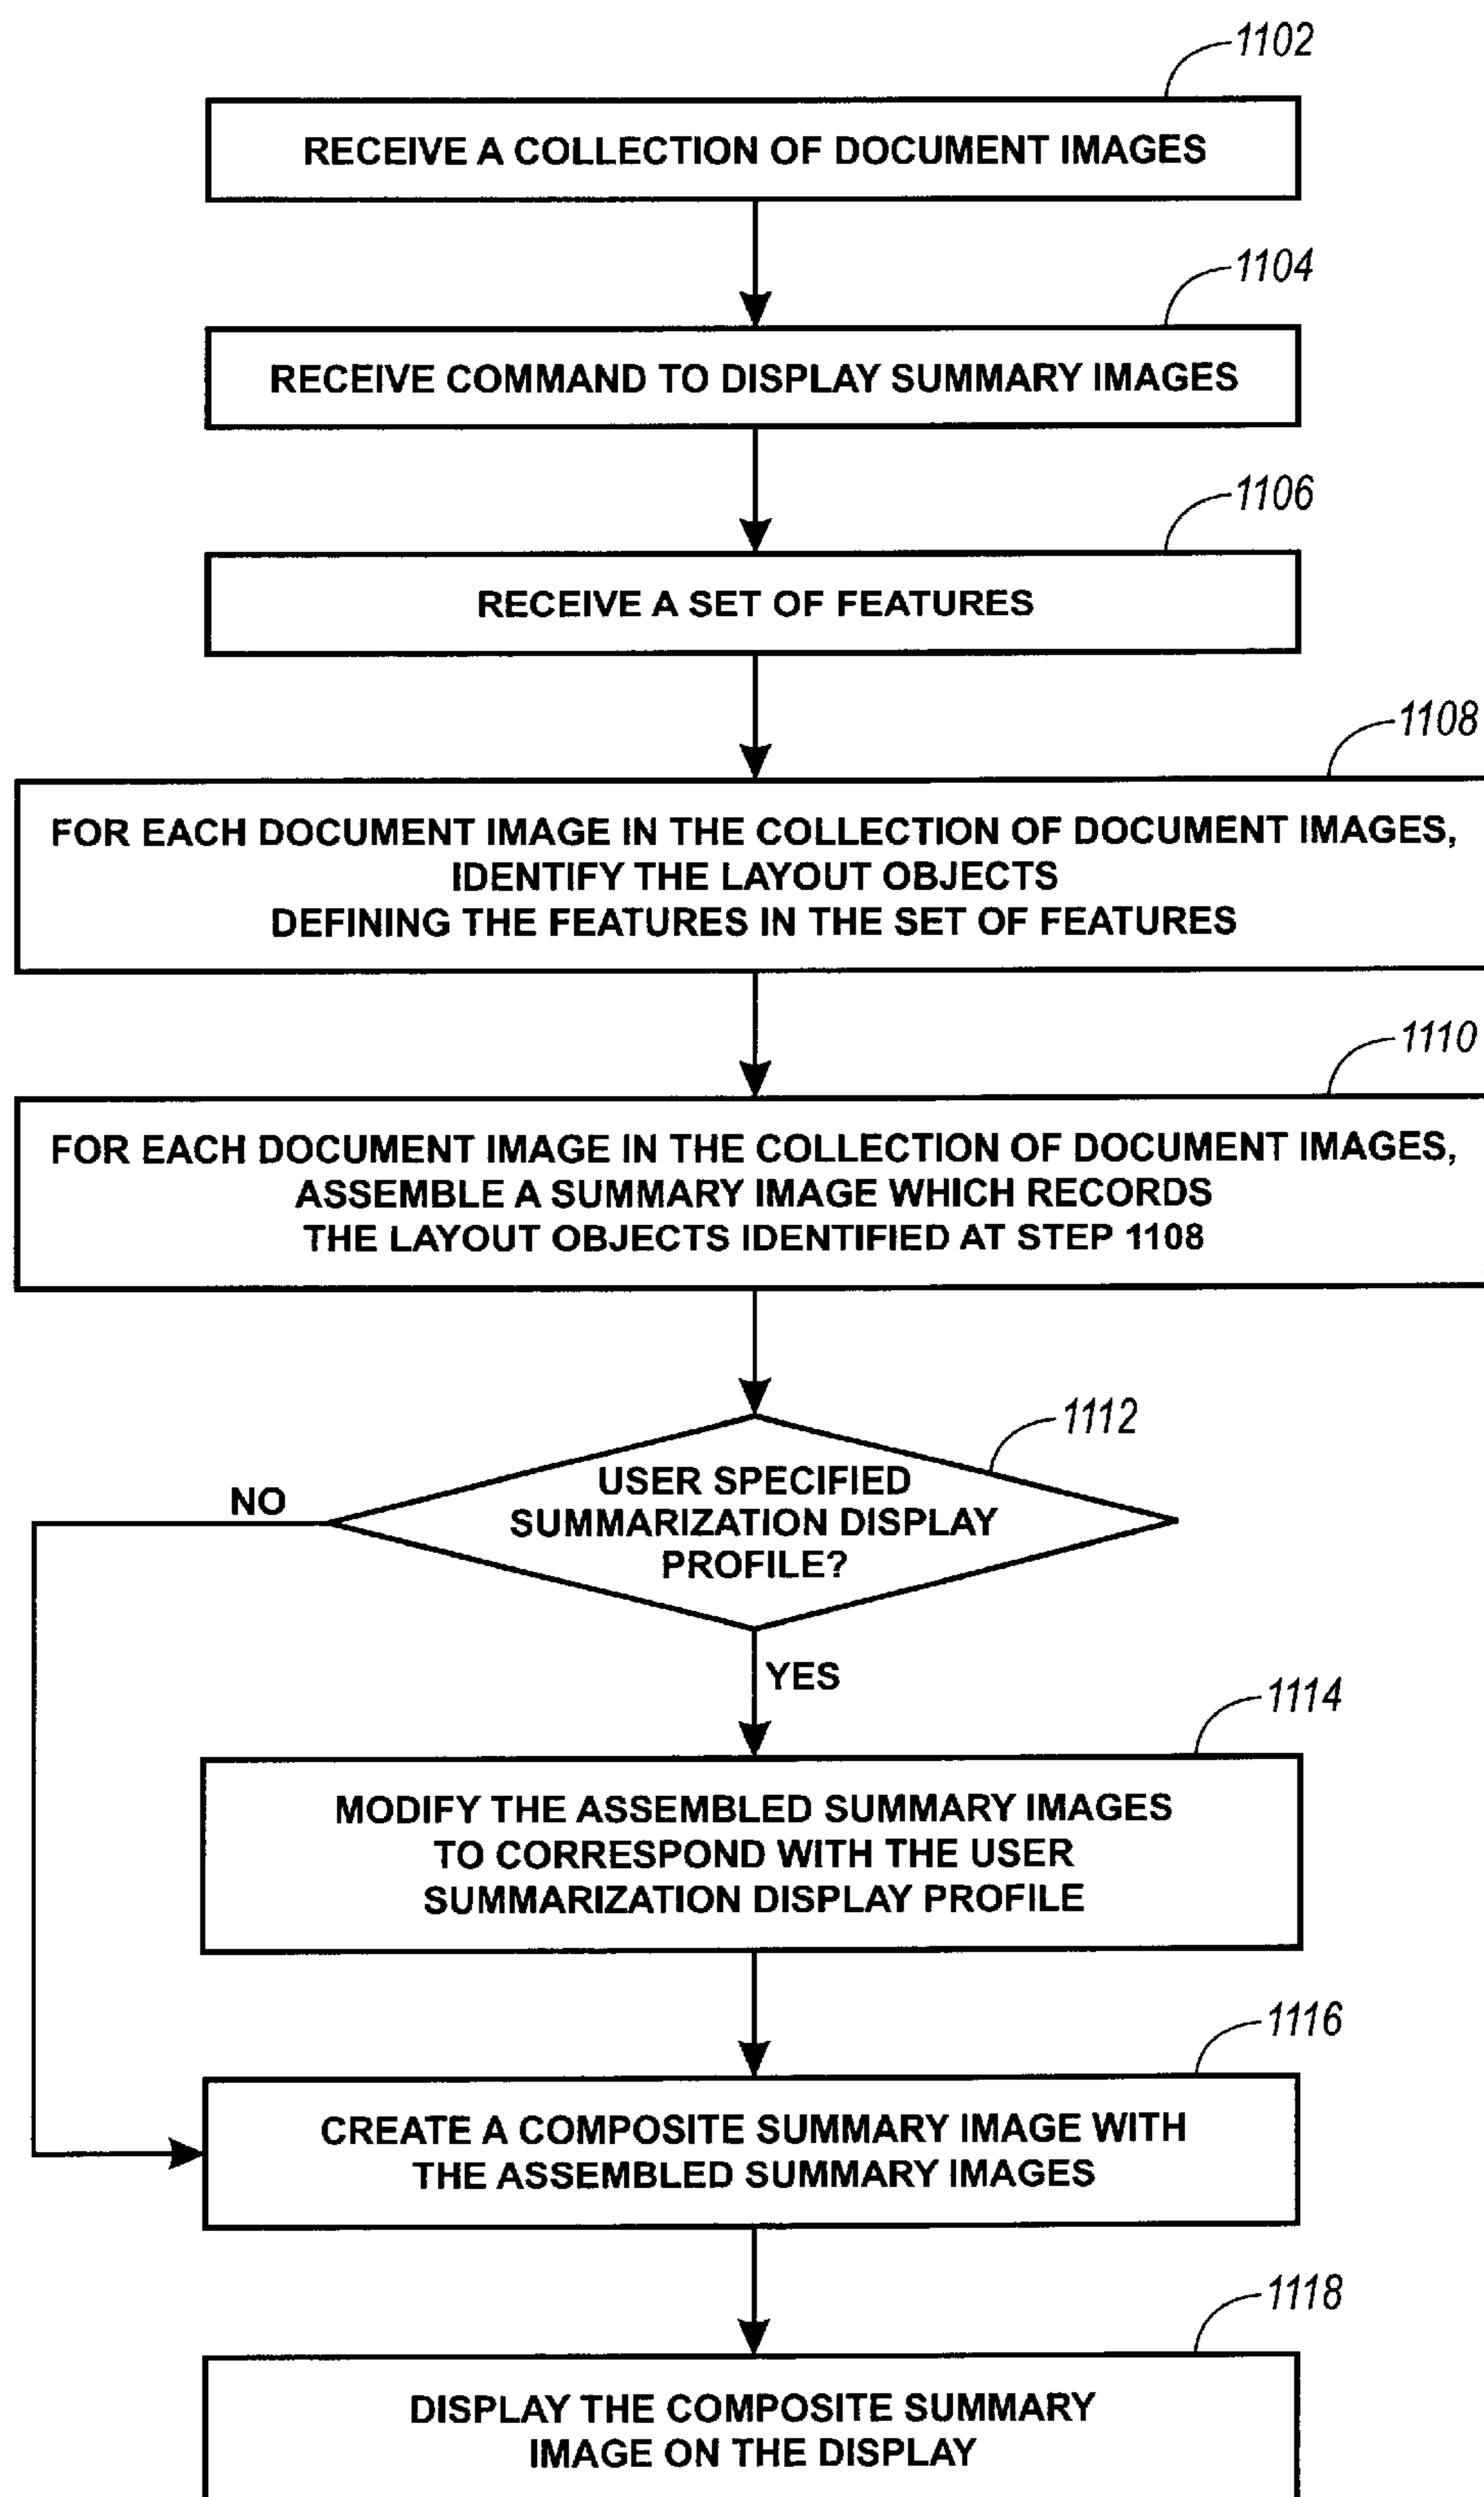 1102
RECEIVE A COLLECTION OF DOCUMENT IMAGES
1104
RECEIVE COMMAND TO DISPLAY SUMMARY IMAGES
1106
RECEIVE A SET OF FEATURES
1108
FOR EACH DOCUMENT IMAGE IN THE COLLECTION OF DOCUMENT IMAGES,
IDENTIFY THE LAYOUT OBJECTS
DEFINING THE FEATURES IN THE SET OF FEATURES
1110
FOR EACH DOCUMENT IMAGE IN THE COLLECTION OF DOCUMENT IMAGES,
ASSEMBLE A SUMMARY IMAGE WHICH RECORDS
THE LAYOUT OBJECTS IDENTIFIED AT STEP 1108
1112
USER SPECIFIED
SUMMARIZATION DISPLAY
PROFILE?
NO
YES
1114
MODIFY THE ASSEMBLED SUMMARY IMAGES
TO CORRESPOND WITH THE USER
SUMMARIZATION DISPLAY PROFILE
1116
CREATE A COMPOSITE SUMMARY IMAGE WITH
THE ASSEMBLED SUMMARY IMAGES
1118
DISPLAY THE COMPOSITE SUMMARY
IMAGE ON THE DISPLAY